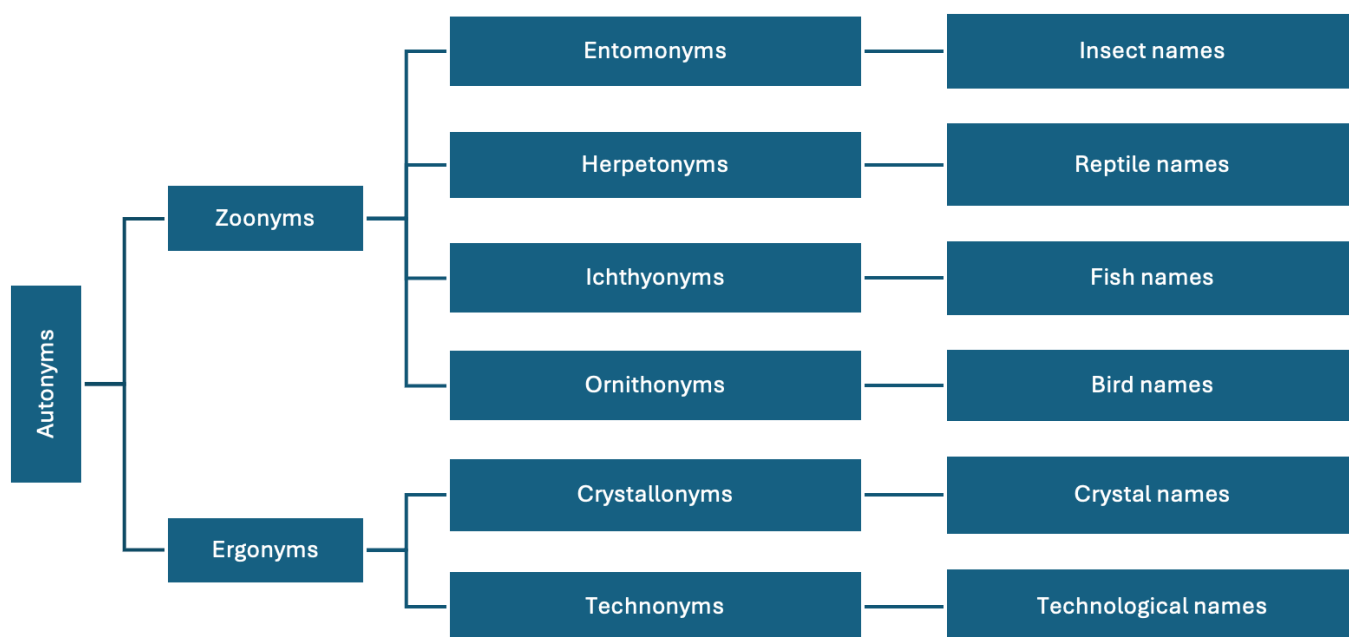 Autonyms
Zoonyms
Entomonyms
Insect names
Herpetonyms
Reptile names
Ichthyonyms
Fish names
Ornithonyms
Bird names
Ergonyms
Crystallonyms
Crystal names
Technonyms
Technological names